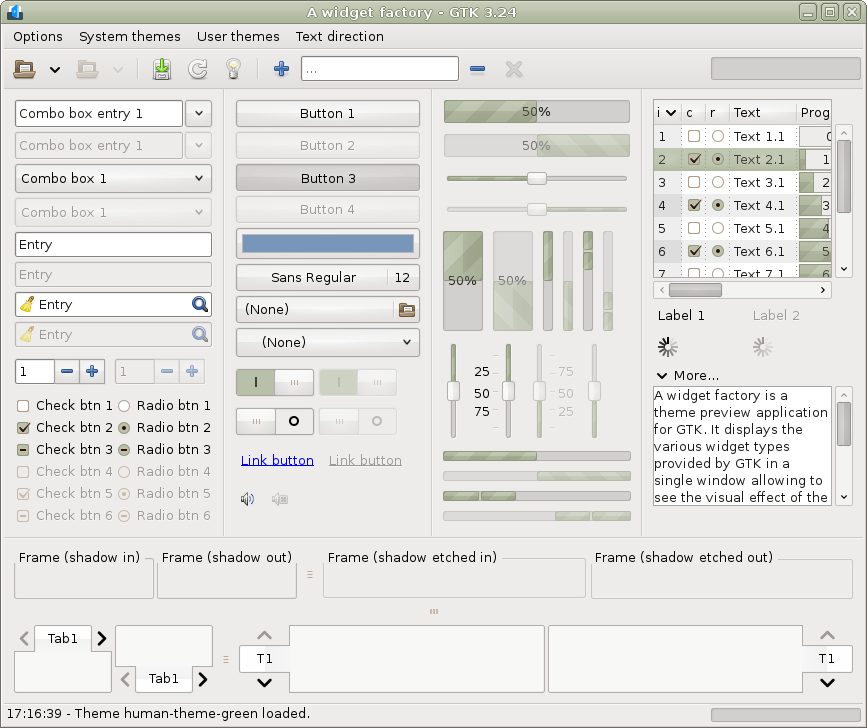 A widget factory - GTK 3.24
Options System themes User themes Text direction
...
Combo box entry 1
Combo box entry 1
Combo box 1
Combo box 1
Entry
Entry
Entry
Entry
1 1
Check btn 1 Radio btn 1
Check btn 2 Radio btn 2
Check btn 3 Radio btn 3
Check btn 4 Radio btn 4
Check btn 5 Radio btn 5
Check btn 6 Radio btn 6
Button 1
Button 2
Button 3
Button 4
Sans Regular 12
(None)
(None)
Link button Link button
50%
50%
50% 50%
25 75
50 50
75 25
i c r Text Prog
1 Text 1.1 0
2 Text 2.1 1
3 Text 3.1 2
4 Text 4.1 3
5 Text 5.1 4
6 Text 6.1 5
7 Text 7.1 6
Label 1 Label 2
More...
A widget factory is a
theme preview application
for GTK. It displays the
various widget types
provided by GTK in a
single window allowing to
see the visual effect of the
Frame (shadow in) Frame (shadow out) Frame (shadow etched in) Frame (shadow etched out)
Tab1
Tab1
T1 T1
17:16:39 - Theme human-theme-green loaded.